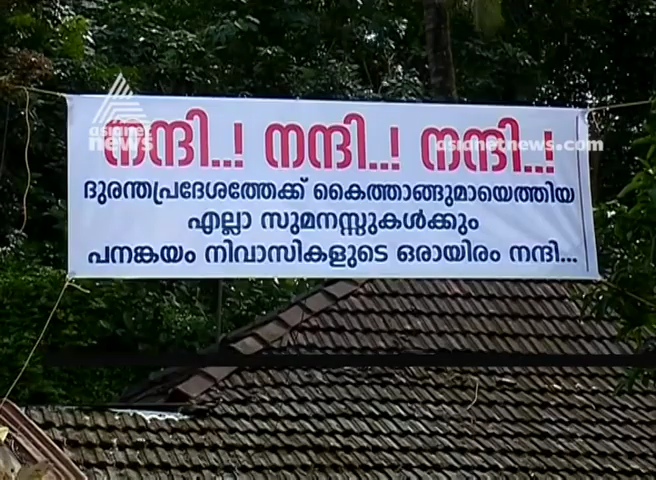 asianet news
asianetnews.com
നന്ദി..! നന്ദി..! നന്ദി..!
ദുരന്തപ്രദേശത്തേക്ക് കൈത്താങ്ങുമായെത്തിയ
എല്ലാ സുമനസ്സുകൾക്കും
പനങ്കയം നിവാസികളുടെ ഒരായിരം നന്ദി...